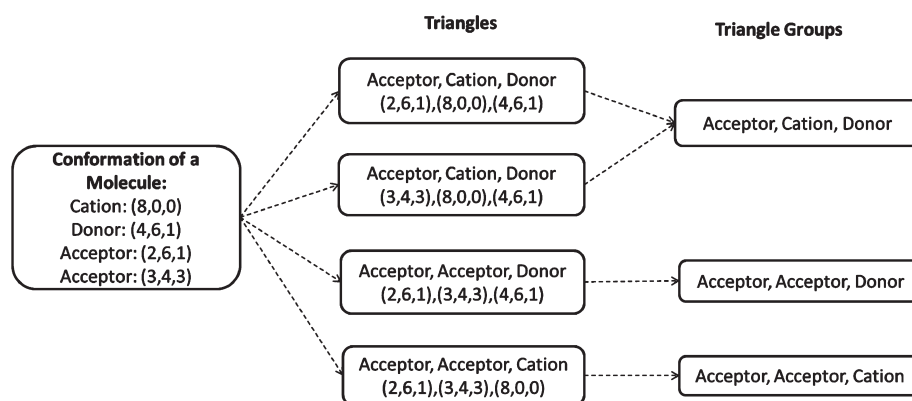 Triangles
Triangle Groups
Conformation of a
Molecule:
Cation: (8,0,0)
Donor: (4,6,1)
Acceptor: (2,6,1)
Acceptor: (3,4,3)
Acceptor, Cation, Donor
(2,6,1),(8,0,0),(4,6,1)
Acceptor, Cation, Donor
(3,4,3),(8,0,0),(4,6,1)
Acceptor, Acceptor, Donor
(2,6,1),(3,4,3),(4,6,1)
Acceptor, Acceptor, Cation
(2,6,1),(3,4,3),(8,0,0)
Acceptor, Cation, Donor
Acceptor, Acceptor, Donor
Acceptor, Acceptor, Cation